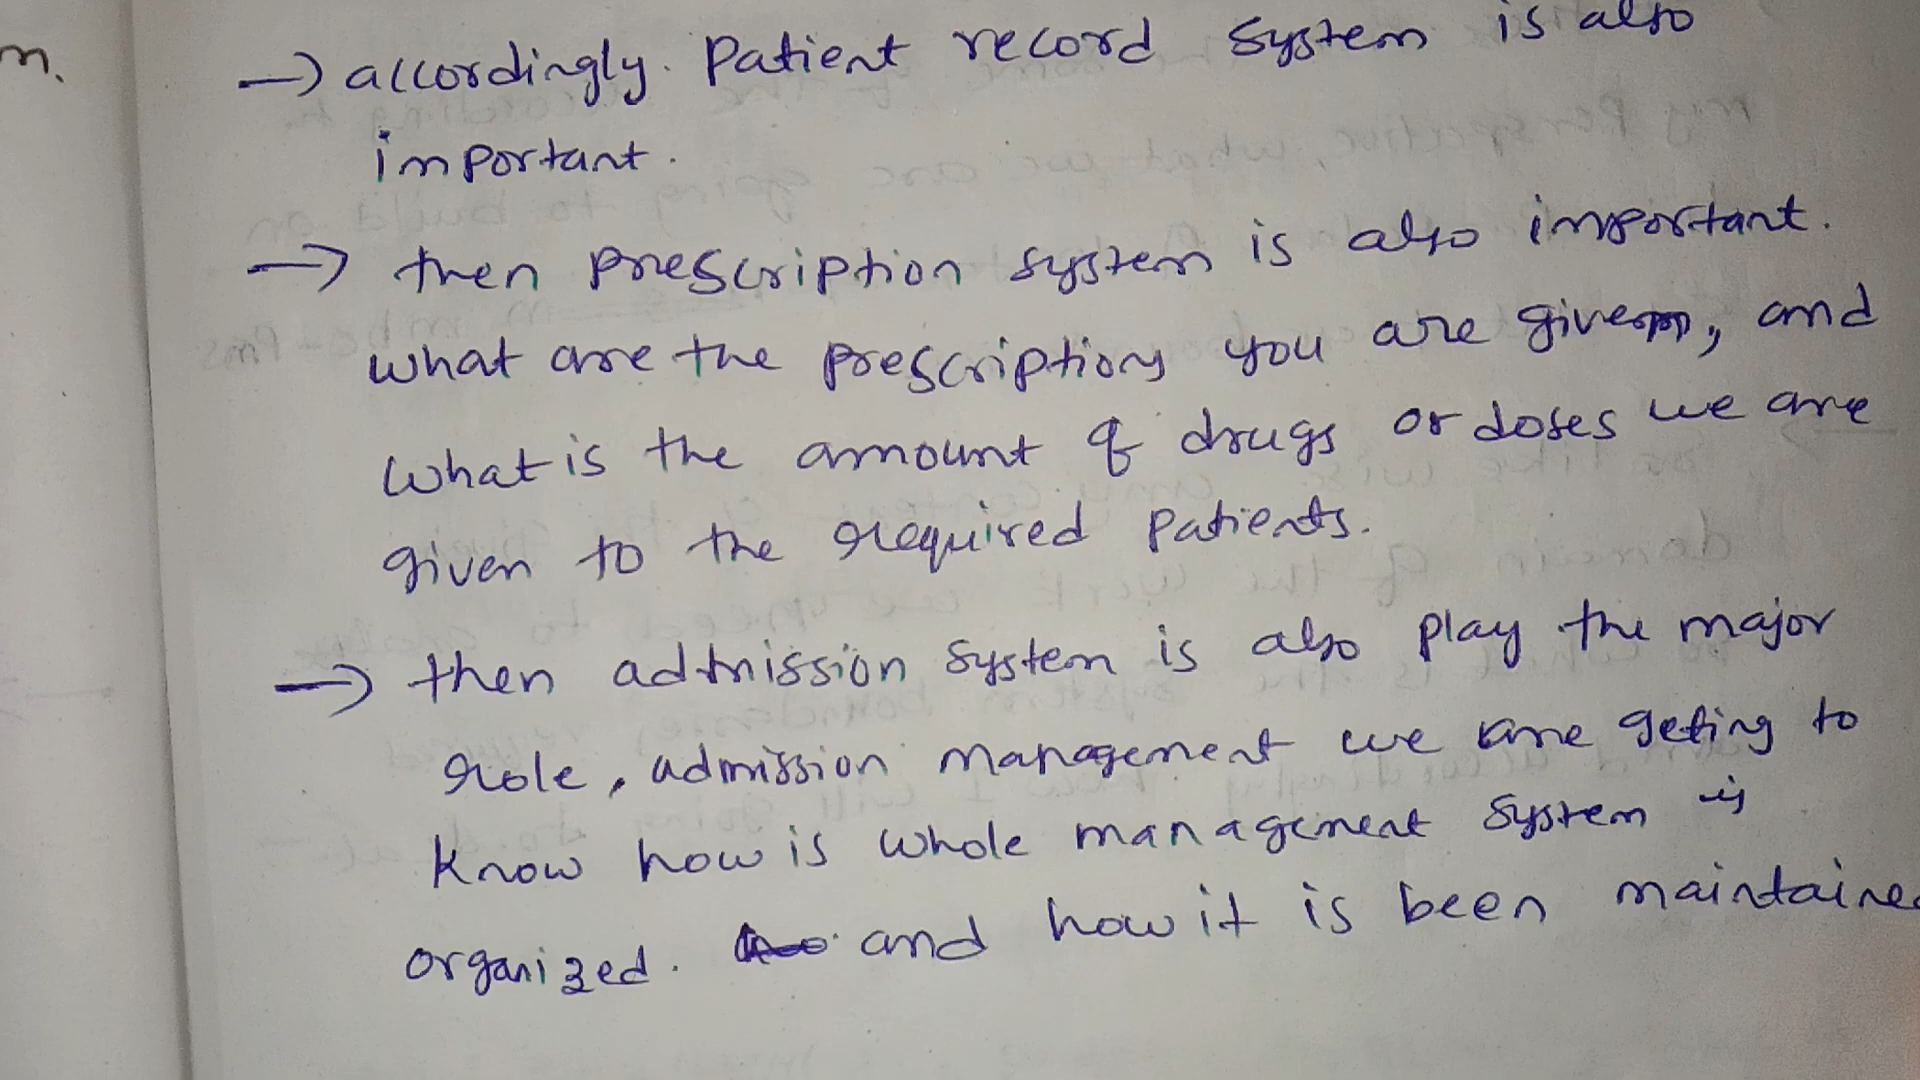 m.
→ accordingly. Patient record system is also
important.
→ then prescription system is also important.
what are the prescriptions you are given, and
what is the amount of drugs or doses we are
given to the required patients.
→ then admission system is also play the major
role, admission management we are geting to
know how is whole management system is
organized. and how it is been maintained